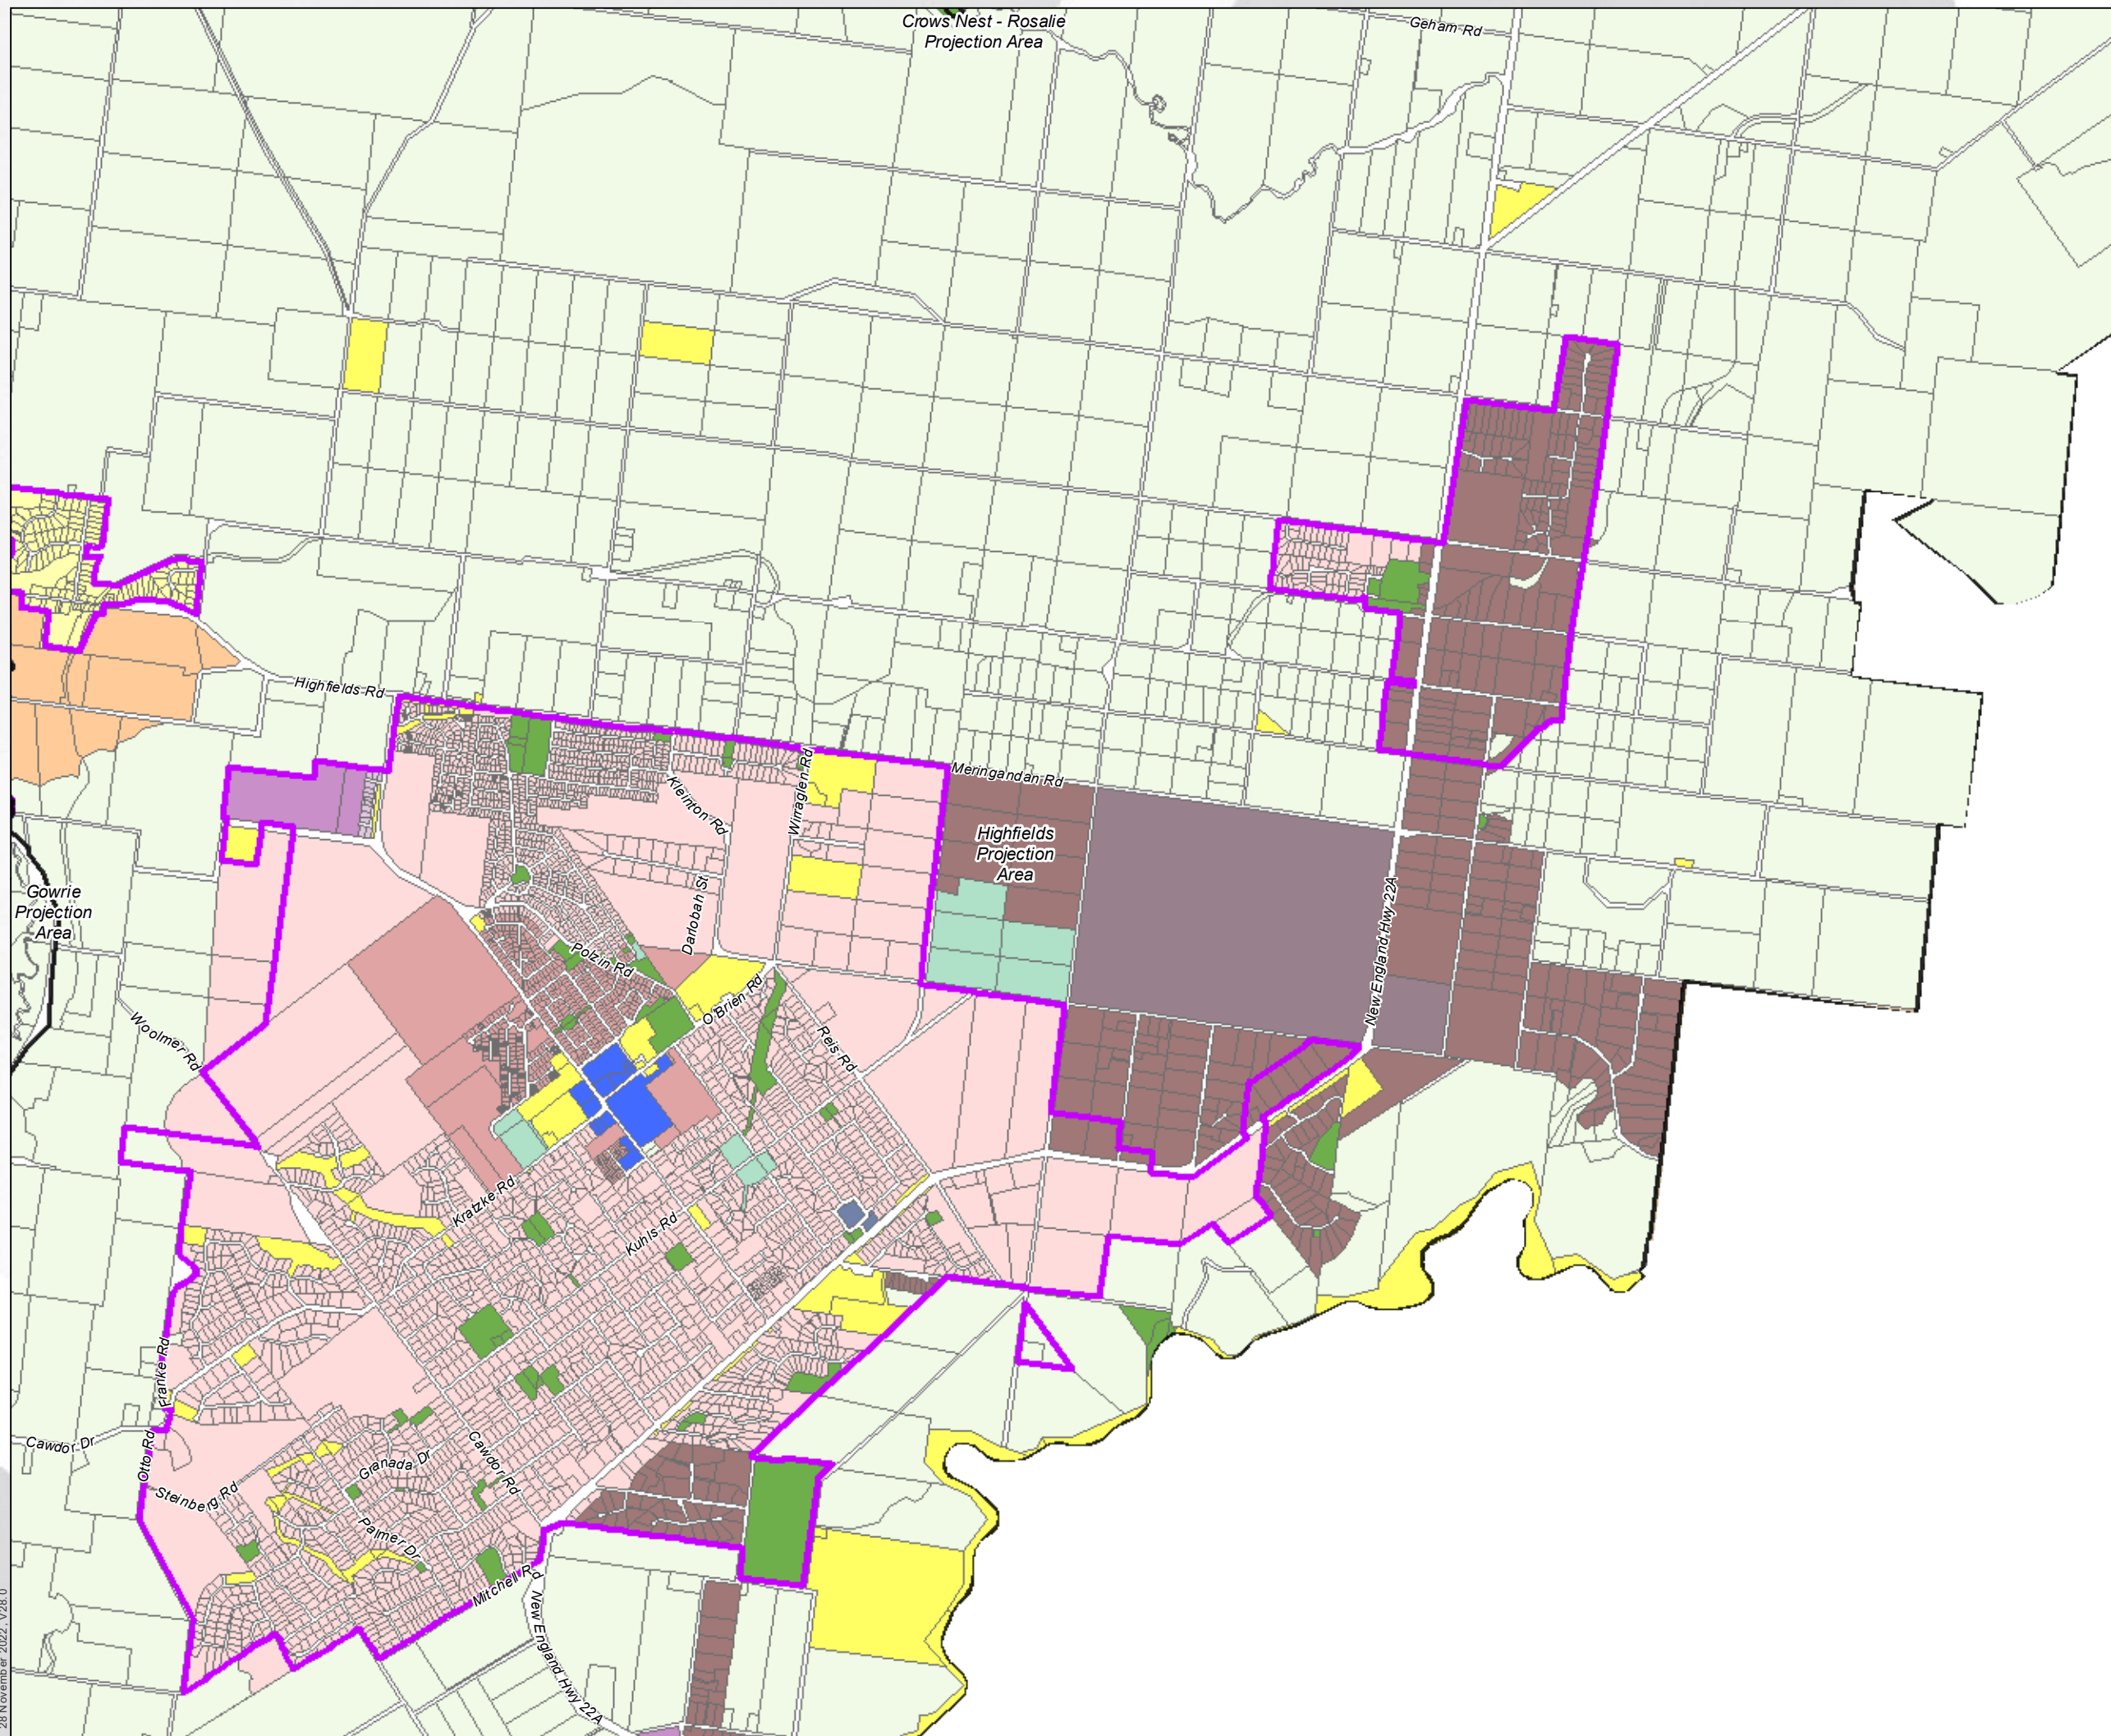 Crows Nest - Rosalie
Projection Area
Geham Rd
Highfields Rd
Meringandan Rd
Kleinton Rd
Wirraglen Rd
Highfields
Projection
Area
Gowrie
Projection
Area
Darlobah St
Polzin Rd
New England Hwy 22A
O'Brien Rd
Woolmer Rd
Reis Rd
Kratzke Rd
Kuhls Rd
Franke Rd
Cawdor Dr
Otto Rd
Granada Dr
Cawdor Rd
Steinberg Rd
Palmer Dr
Mitchell Rd
New England Hwy 22A
28 November 2022. V28.0